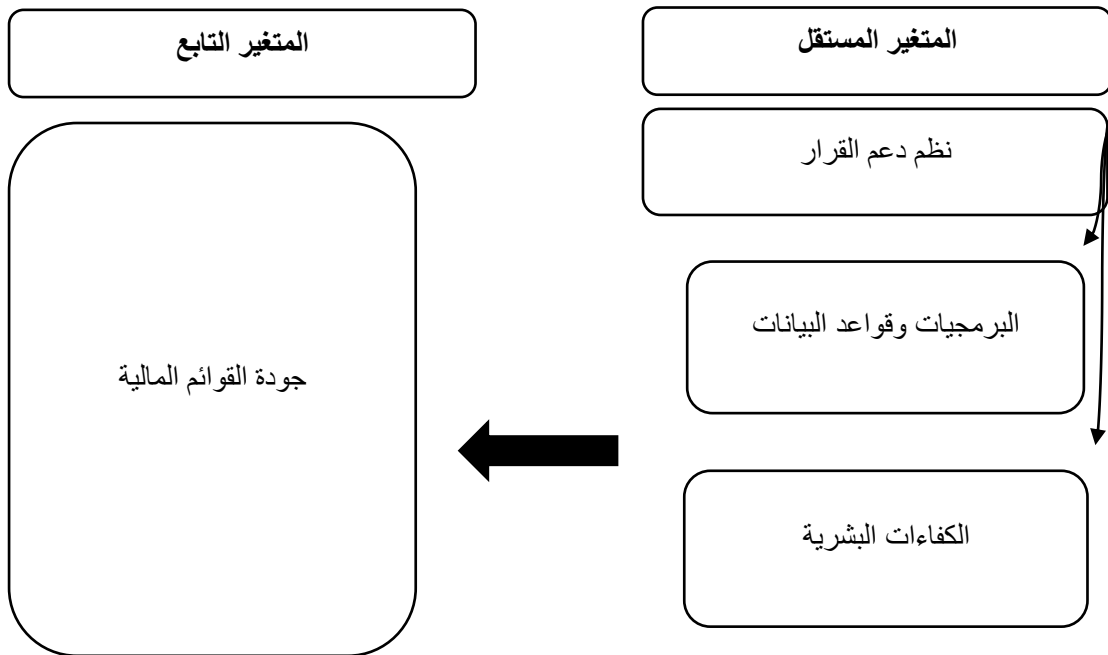 المتغير المستقل
المتغير التابع
نظم دعم القرار
البرمجيات وقواعد البيانات
جودة القوائم المالية
الكفاءات البشرية